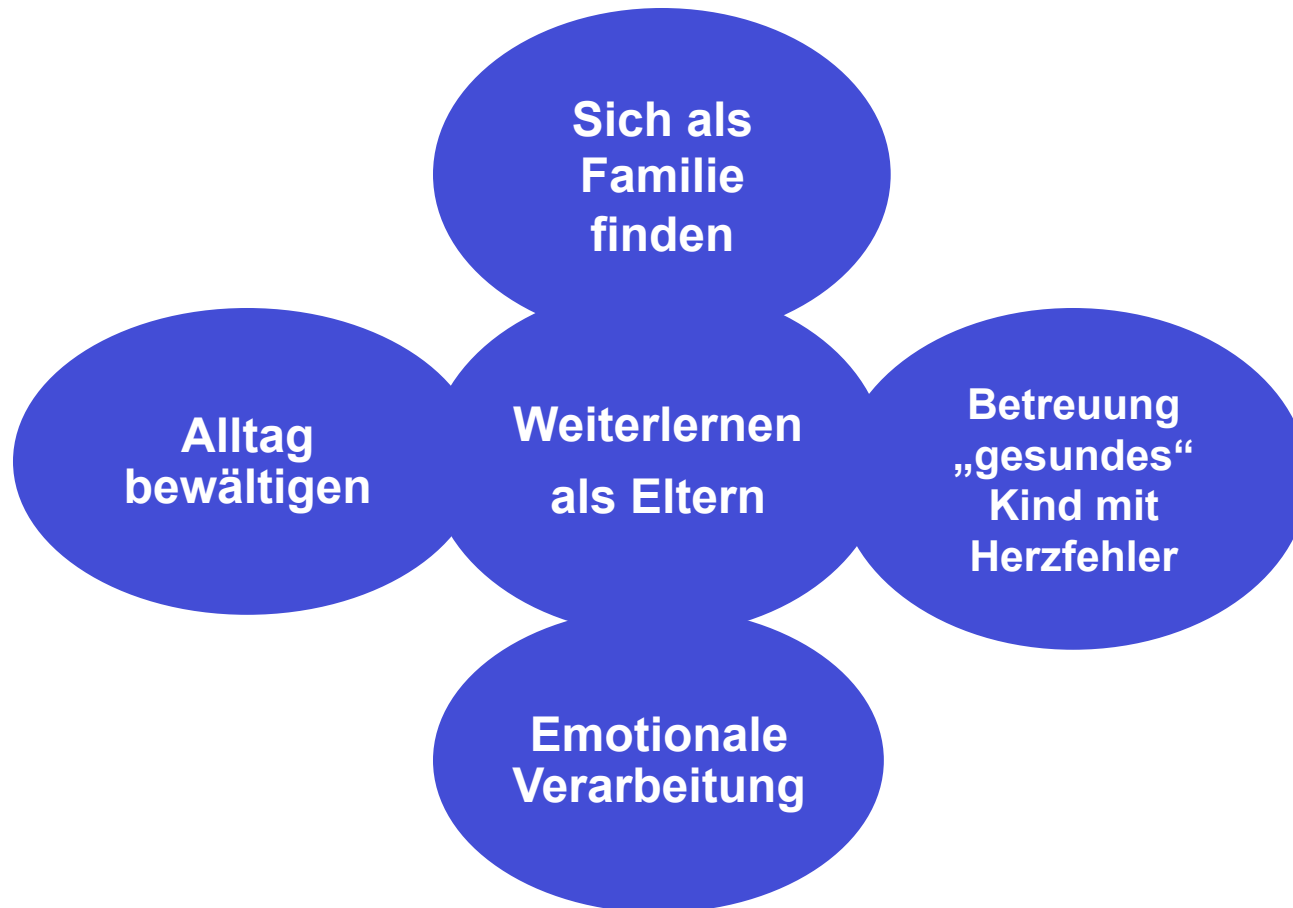 Sich als
Familie
finden
Alltag
bewältigen
Weiterlernen
als Eltern
Betreuung
„gesundes“
Kind mit
Herzfehler
Emotionale
Verarbeitung